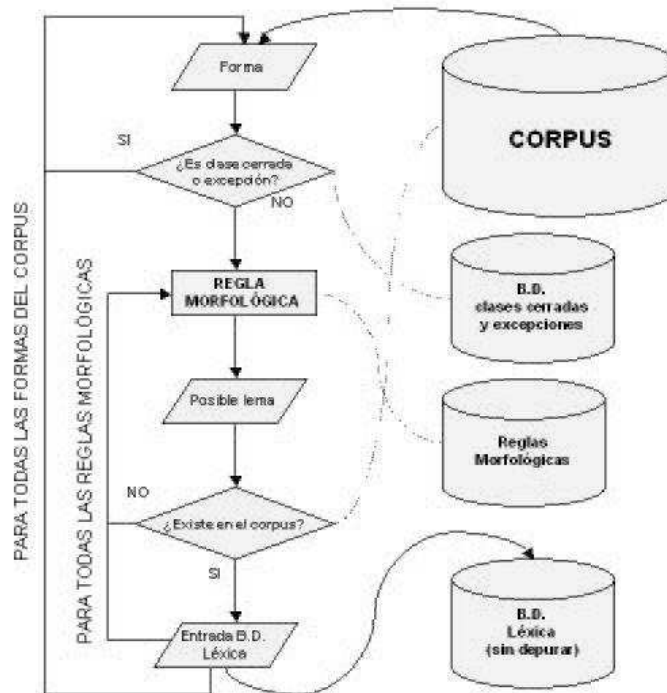 Forma
CORPUS
SI
¿Es clase cerrada
o excepción?
NO
B.D.
clases cerradas
y excepciones
REGLA
MORFOLÓGICA
Posible lema
Reglas
Morfológicas
NO
¿Existe en el corpus?
SI
Entrada B.D.
Léxica
B.D.
Léxica
(sin depurar)
PARA TODAS LAS FORMAS DEL CORPUS
PARA TODAS LAS REGLAS MORFOLÓGICAS